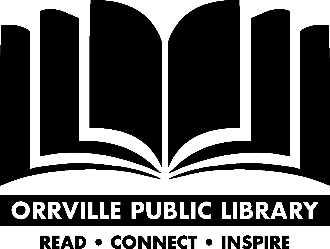 ORRVILLE PUBLIC LIBRARY
READ • CONNECT • INSPIRE